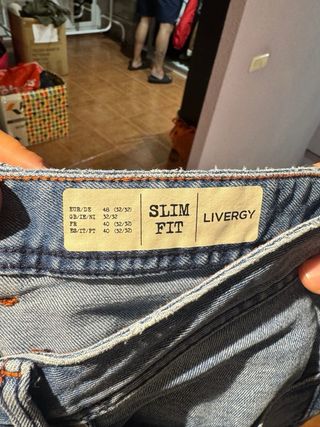 EUR/DE 48 (32/32)
GB/IE/NI 32/32
FR 40 (32/32)
ES/IT/PT 40 (32/32)
SLIM
FIT
LIVERGY